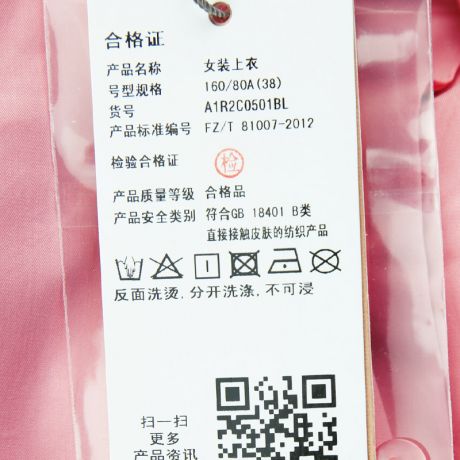 合格证
产品名称 女装上衣
号型规格 160/80A(38)
货号 A1R2C0501BL
产品标准编号 FZ/T 81007-2012
检验合格证 检
产品质量等级 合格品
产品安全类别 符合GB 18401 B类
直接接触皮肤的纺织产品
反面洗烫,分开洗涤,不可浸
扫一扫
更多
产品资讯